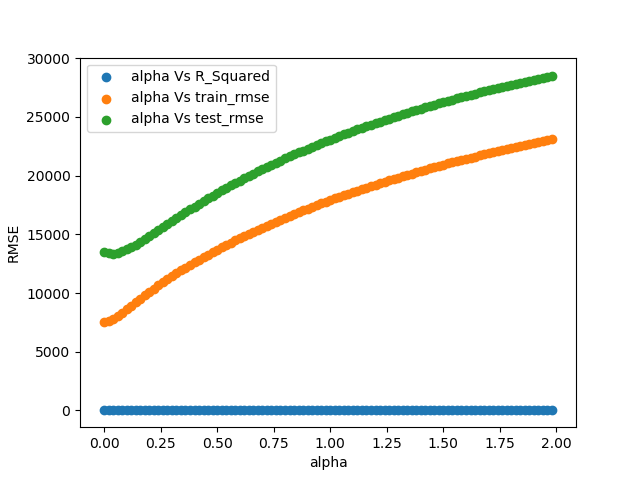 alpha Vs R_Squared
alpha Vs train_rmse
alpha Vs test_rmse
RMSE
30000
25000
20000
15000
10000
5000
0
0.00 0.25 0.50 0.75 1.00 1.25 1.50 1.75 2.00
alpha